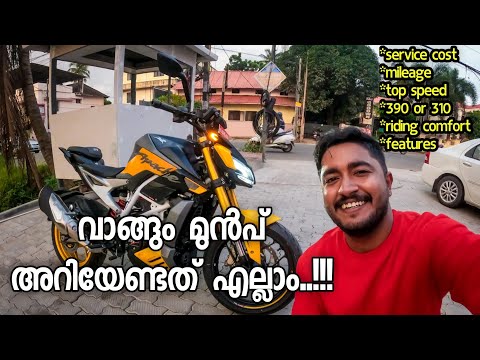 *service cost
*mileage
*top speed
*390 or 310
*riding comfort
*features
വാങ്ങും മുൻപ്
അറിയേണ്ടത് എല്ലാം..!!!